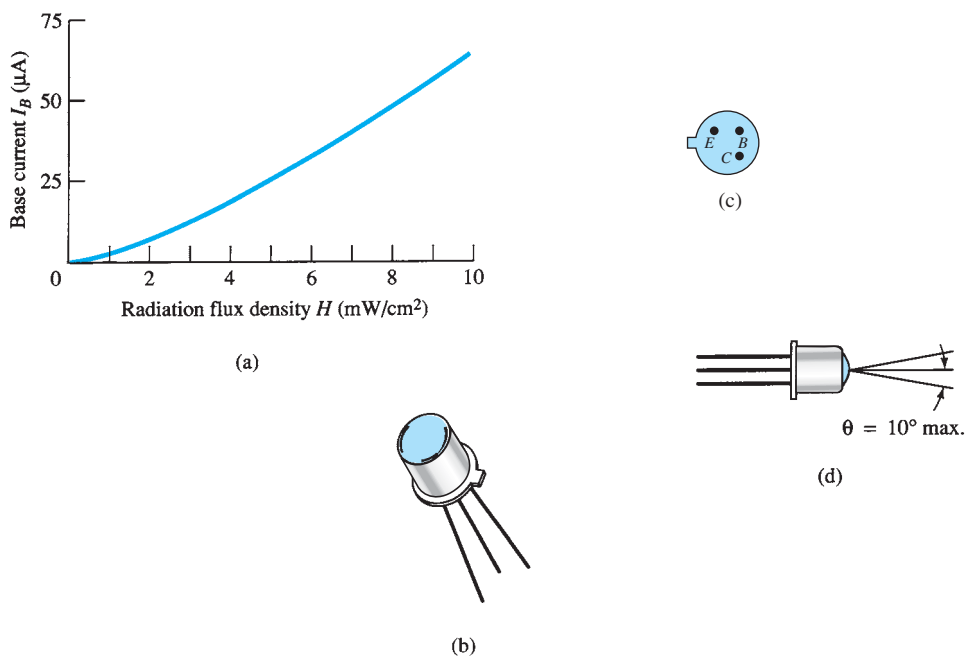 75
50
25
Base current I_B (μA)
0
2
4
6
8
10
Radiation flux density H (mW/cm²)
(a)
E
B
C
(c)
θ = 10° max.
(d)
(b)